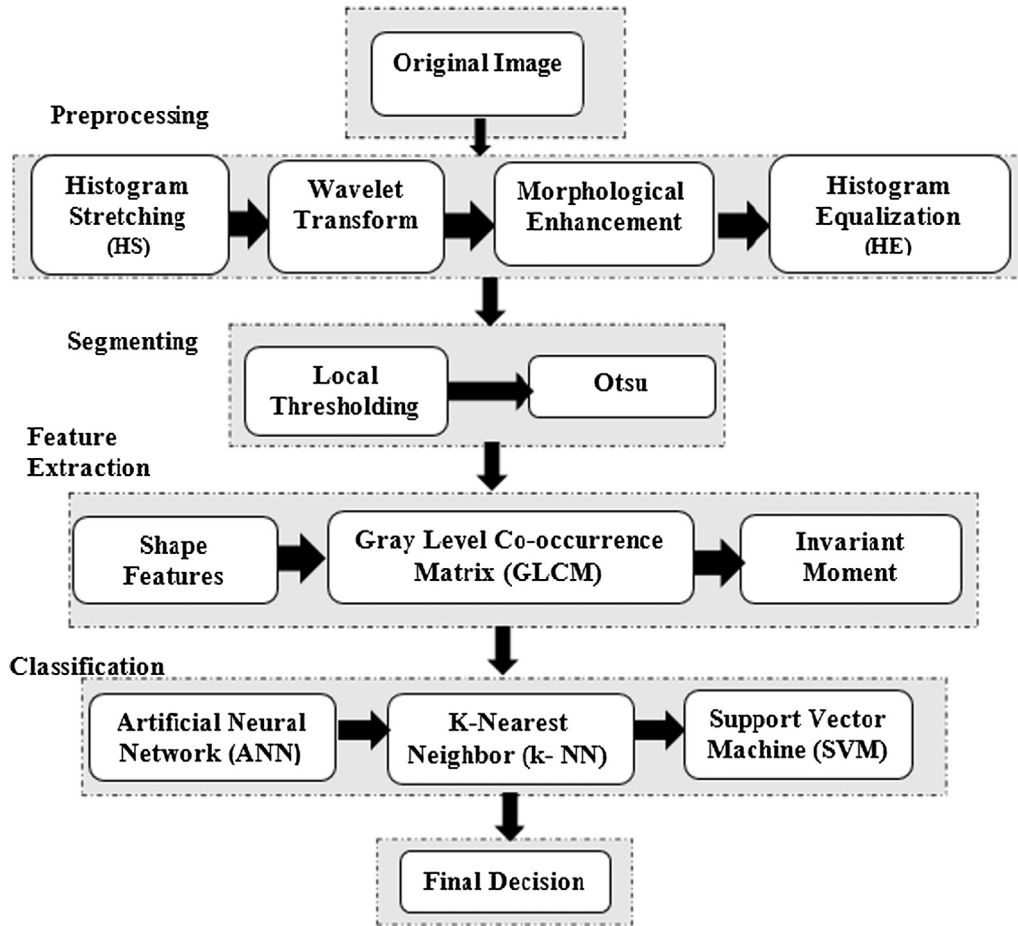 Original Image
Preprocessing
Histogram
Stretching
(HS)
Wavelet
Transform
Morphological
Enhancement
Histogram
Equalization
(HE)
Segmenting
Local
Thresholding
Otsu
Feature
Extraction
Shape
Features
Gray Level Co-occurrence
Matrix (GLCM)
Invariant
Moment
Classification
Artificial Neural
Network (ANN)
K-Nearest
Neighbor (k- NN)
Support Vector
Machine (SVM)
Final Decision